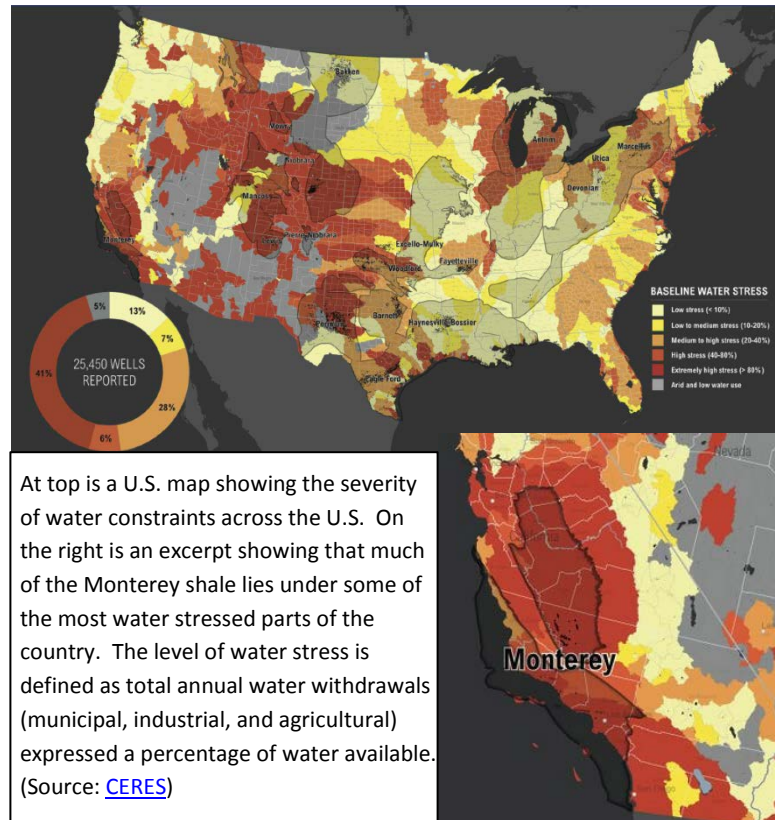 Bakken
Mowry
Niobrara
Antrim
Marcellus
Utica
Devonian
Mancos
Monterey
Lewis
Excello-Mulky
Fayetteville
Woodford
Permian
Barnett
Haynesville-Bossier
Eagle Ford
BASELINE WATER STRESS
Low stress (< 10%)
Low to medium stress (10-20%)
Medium to high stress (20-40%)
High stress (40-80%)
Extremely high stress (> 80%)
Arid and low water use
5%
13%
7%
28%
6%
41%
25,450 WELLS
REPORTED
At top is a U.S. map showing the severity
of water constraints across the U.S.  On
the right is an excerpt showing that much
of the Monterey shale lies under some of
the most water stressed parts of the
country.  The level of water stress is
defined as total annual water withdrawals
(municipal, industrial, and agricultural)
expressed a percentage of water available.
(Source: CERES)
Nevada
Monterey
San Diego